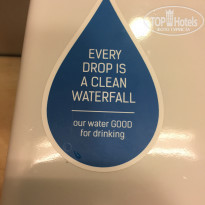 TOP Hotels
EVERY
DROP IS
A CLEAN
WATERFALL
our water GOOD
for drinking